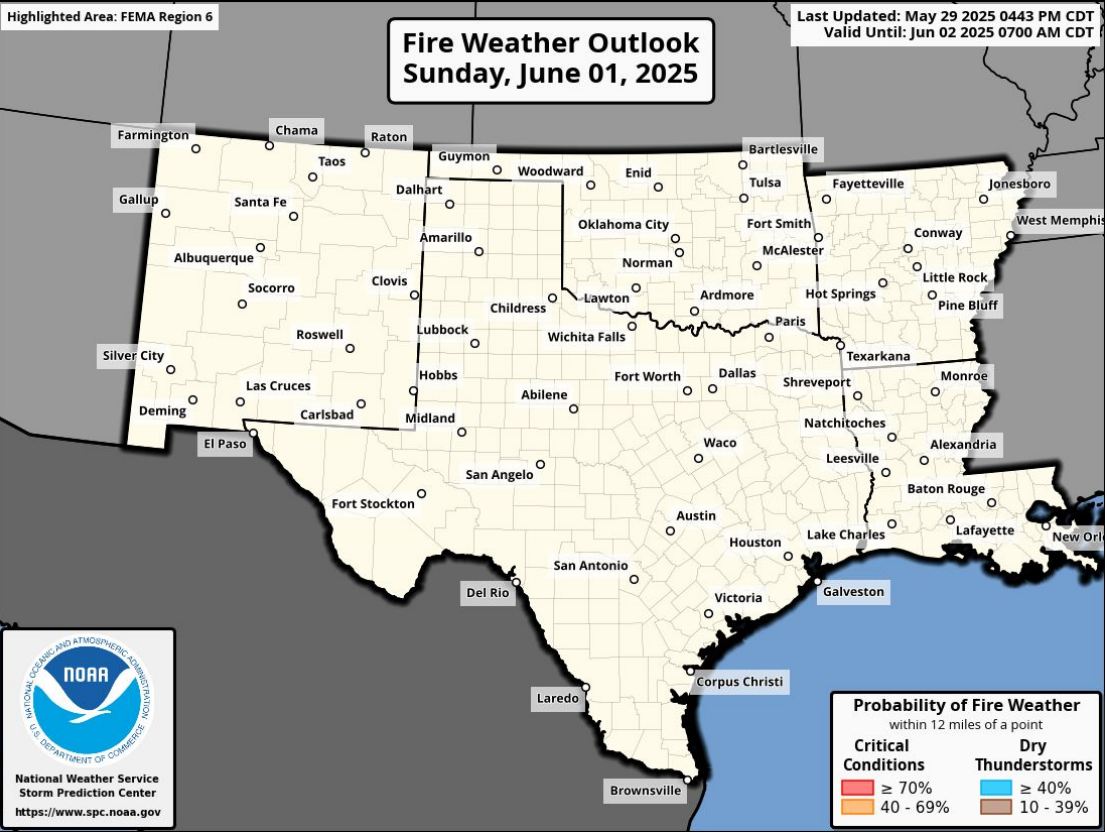 Highlighted Area: FEMA Region 6
Last Updated: May 29 2025 0443 PM CDT
Valid Until: Jun 02 2025 0700 AM CDT
Fire Weather Outlook
Sunday, June 01, 2025
Farmington
Chama
Raton
Taos
Guymon
Woodward
Enid
Bartlesville
Gallup
Santa Fe
Dalhart
Tulsa
Fayetteville
Jonesboro
Albuquerque
Amarillo
Oklahoma City
Fort Smith
Conway
West Memphis
Norman
McAlester
Socorro
Clovis
Childress
Lawton
Ardmore
Hot Springs
Little Rock
Pine Bluff
Roswell
Lubbock
Wichita Falls
Paris
Texarkana
Silver City
Las Cruces
Hobbs
Abilene
Fort Worth
Dallas
Shreveport
Monroe
Deming
Carlsbad
Midland
Natchitoches
El Paso
San Angelo
Waco
Leesville
Alexandria
Fort Stockton
Austin
Baton Rouge
Houston
Lake Charles
Lafayette
New Orl
Del Rio
San Antonio
Victoria
Galveston
Laredo
Corpus Christi
Brownsville
NATIONAL OCEANIC AND ATMOSPHERIC ADMINISTRATION
NOAA
U.S. DEPARTMENT OF COMMERCE
National Weather Service
Storm Prediction Center
https://www.spc.noaa.gov
Probability of Fire Weather
within 12 miles of a point
Critical Conditions
≥ 70%
40 - 69%
Dry Thunderstorms
≥ 40%
10 - 39%